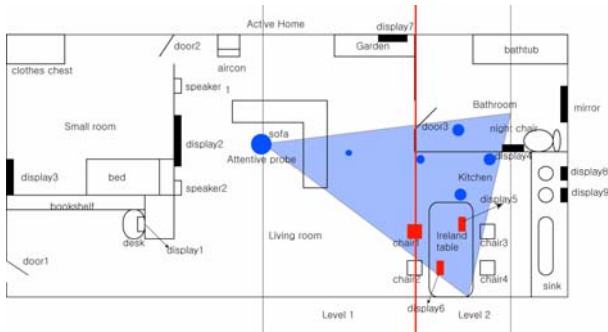 Active Home
display7
door2
Garden
clothes chest
aircon
bathtub
speaker
1
Bathroom
mirror
Small room
sofa
door3
night chair
display2
Attentive probe
display4
display3
bed
Kitchen
display8
speaker2
display5
display9
bookshelf
Living room
chair1
Ireland
table
chair3
desk
display1
door1
chair2
chair4
sink
display6
Level 1
Level 2